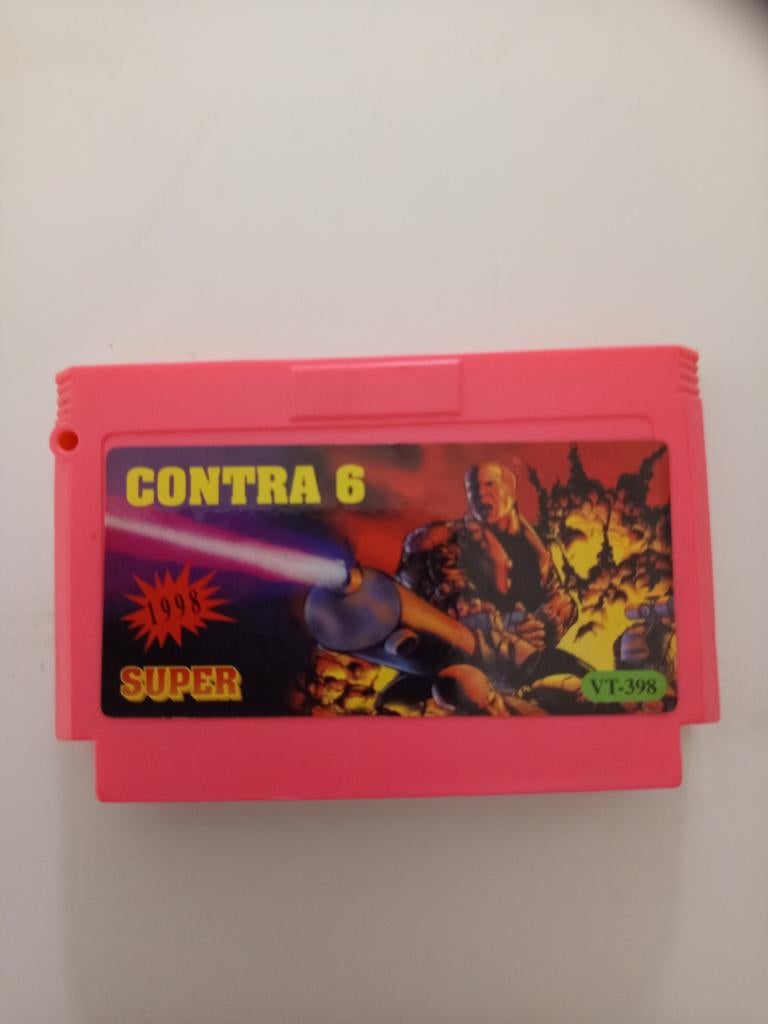 CONTRA 6
1998
SUPER
VT-398